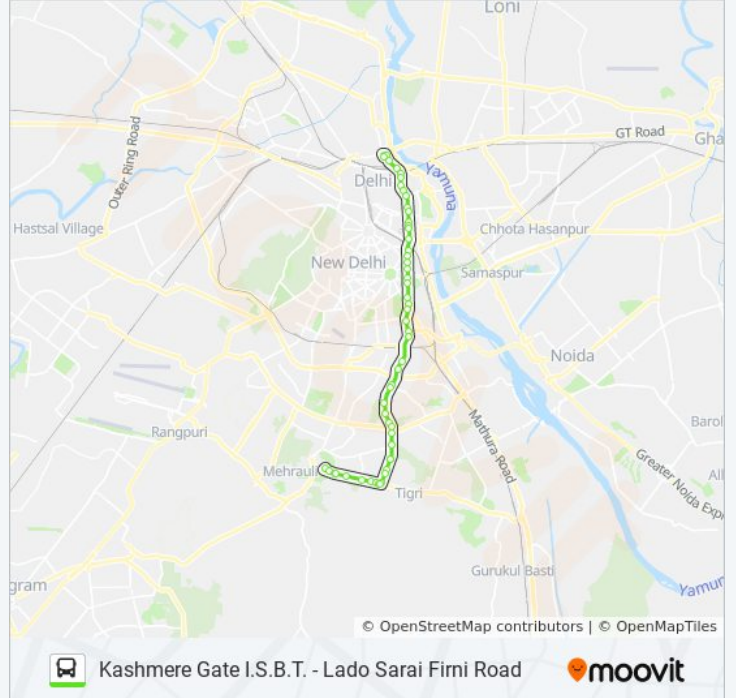 Loni
GT Road
Gha
Outer Ring Road
Delhi
Yamuna
Hastsal Village
Chhota Hasanpur
New Delhi
Samaspur
Noida
Rangpuri
Barol
Mathura Road
Mehrauli
Greater Noida Expr
All
Tigri
gram
Gurukul Basti
Yamun
© OpenStreetMap contributors | © OpenMapTiles
Kashmere Gate I.S.B.T. - Lado Sarai Firni Road
moovit